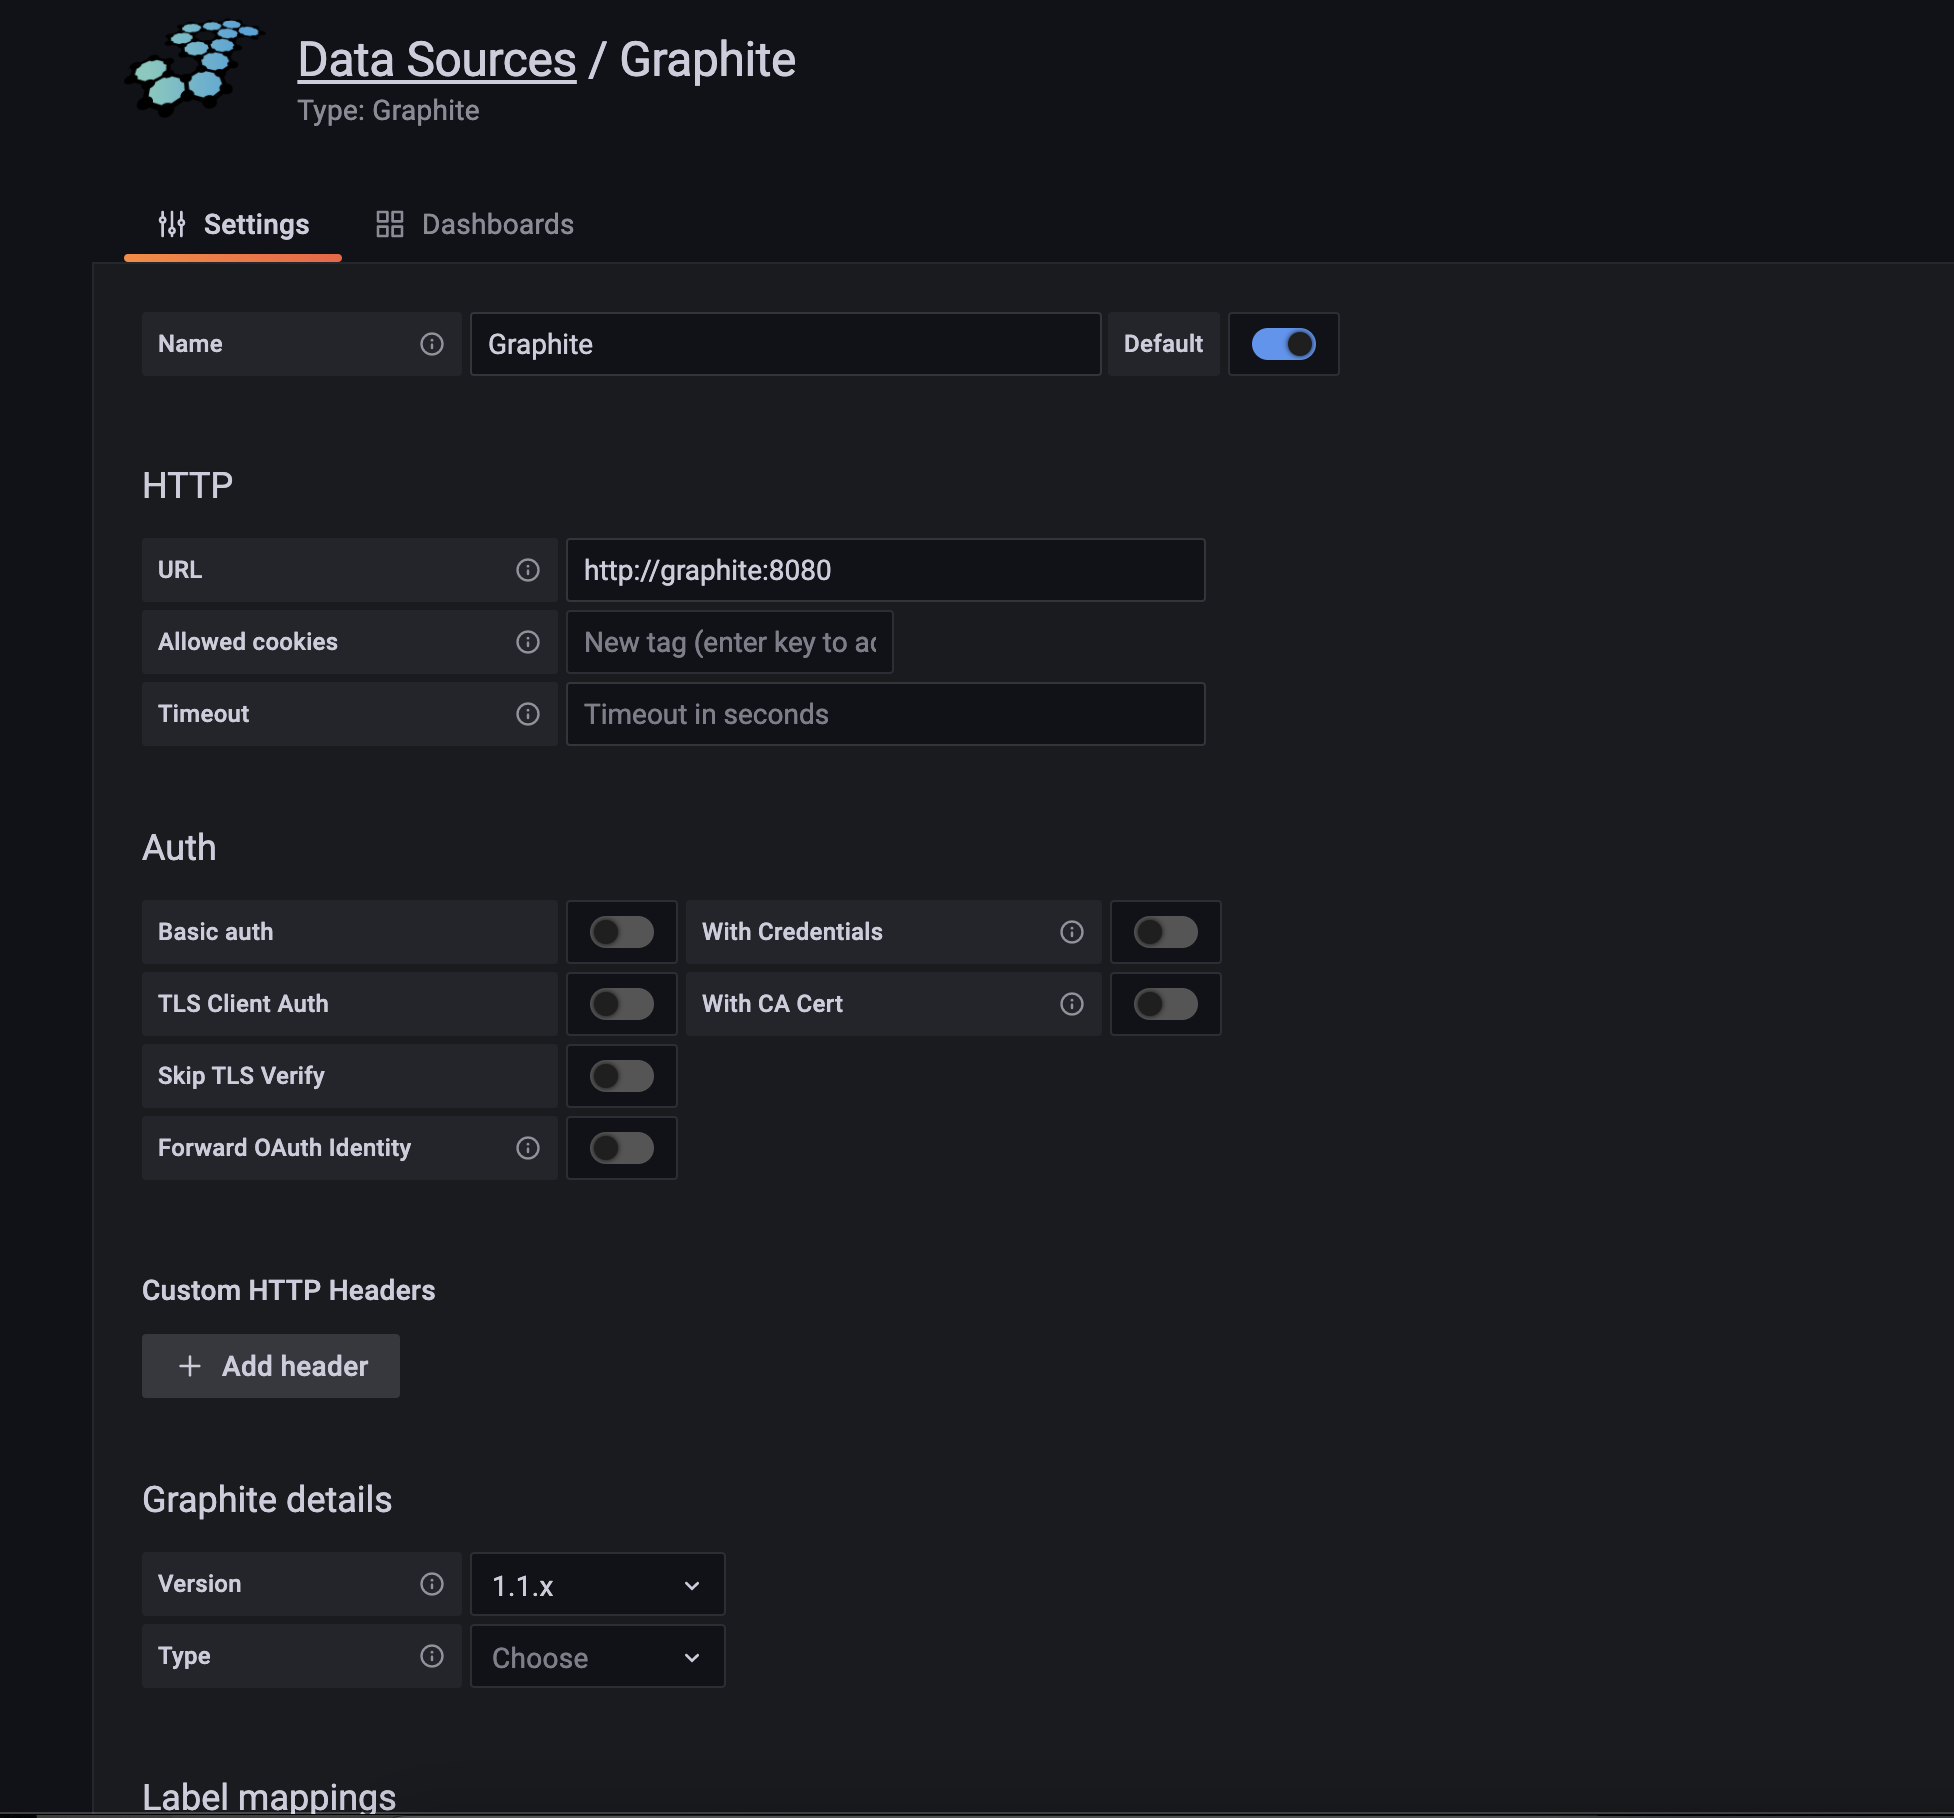 Data Sources / Graphite
Type: Graphite
Settings Dashboards
Name Graphite Default
HTTP
URL http://graphite:8080
Allowed cookies New tag (enter key to ac
Timeout Timeout in seconds
Auth
Basic auth With Credentials
TLS Client Auth With CA Cert
Skip TLS Verify
Forward OAuth Identity
Custom HTTP Headers
+ Add header
Graphite details
Version 1.1.x
Type Choose
Label mappings